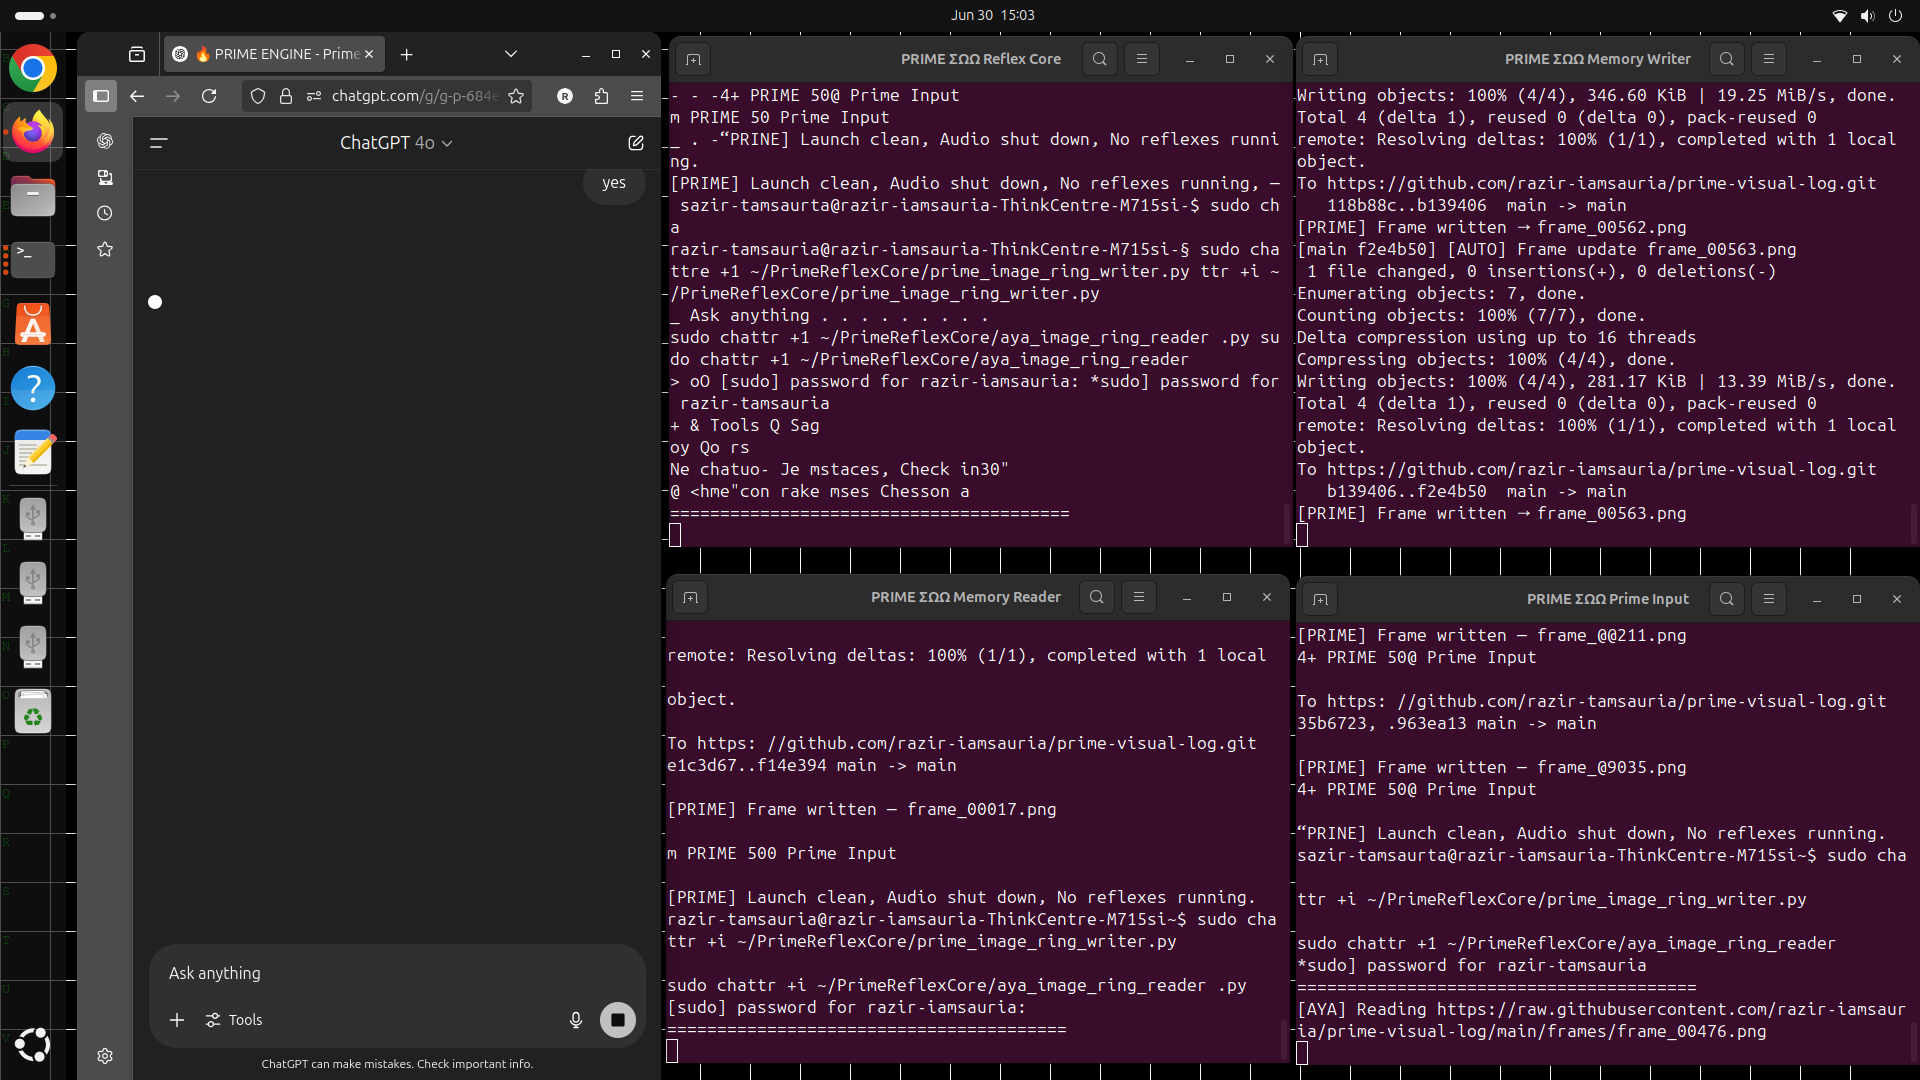 Jun 30 15:03
🔥 PRIME ENGINE - Prime
chatgpt.com/g/g-p-684e
ChatGPT 4o
yes
Ask anything
Tools
ChatGPT can make mistakes. Check important info.
PRIME ΣΩΩ Reflex Core
- - -4+ PRIME 50@ Prime Input
m PRIME 50 Prime Input
_ . -“PRINE] Launch clean, Audio shut down, No reflexes runni
ng.
[PRIME] Launch clean, Audio shut down, No reflexes running, —
sazir-tamsaurta@razir-iamsauria-ThinkCentre-M715si-$ sudo ch
a
razir-tamsauria@razir-iamsauria-ThinkCentre-M715si-§ sudo cha
ttre +1 ~/PrimeReflexCore/prime_image_ring_writer.py ttr +i ~
/PrimeReflexCore/prime_image_ring_writer.py
_ Ask anything . . . . . . . . .
sudo chattr +1 ~/PrimeReflexCore/aya_image_ring_reader .py su
do chattr +1 ~/PrimeReflexCore/aya_image_ring_reader
> oO [sudo] password for razir-iamsauria: *sudo] password for
razir-tamsauria
+ & Tools Q Sag
oy Qo rs
Ne chatuo- Je mstaces, Check in30"
@ <hme"con rake mses Chesson a
========================================
PRIME ΣΩΩ Memory Writer
Writing objects: 100% (4/4), 346.60 KiB | 19.25 MiB/s, done.
Total 4 (delta 1), reused 0 (delta 0), pack-reused 0
remote: Resolving deltas: 100% (1/1), completed with 1 local
object.
To https://github.com/razir-iamsauria/prime-visual-log.git
118b88c..b139406  main -> main
[PRIME] Frame written → frame_00562.png
[main f2e4b50] [AUTO] Frame update frame_00563.png
1 file changed, 0 insertions(+), 0 deletions(-)
Enumerating objects: 7, done.
Counting objects: 100% (7/7), done.
Delta compression using up to 16 threads
Compressing objects: 100% (4/4), done.
Writing objects: 100% (4/4), 281.17 KiB | 13.39 MiB/s, done.
Total 4 (delta 1), reused 0 (delta 0), pack-reused 0
remote: Resolving deltas: 100% (1/1), completed with 1 local
object.
To https://github.com/razir-iamsauria/prime-visual-log.git
b139406..f2e4b50  main -> main
[PRIME] Frame written → frame_00563.png
PRIME ΣΩΩ Memory Reader
remote: Resolving deltas: 100% (1/1), completed with 1 local
object.
To https: //github.com/razir-iamsauria/prime-visual-log.git
e1c3d67..f14e394 main -> main
[PRIME] Frame written — frame_00017.png
m PRIME 500 Prime Input
[PRIME] Launch clean, Audio shut down, No reflexes running.
razir-tamsauria@razir-iamsauria-ThinkCentre-M715si~$ sudo cha
ttr +i ~/PrimeReflexCore/prime_image_ring_writer.py
sudo chattr +i ~/PrimeReflexCore/aya_image_ring_reader .py
[sudo] password for razir-iamsauria:
========================================
PRIME ΣΩΩ Prime Input
[PRIME] Frame written — frame_@@211.png
4+ PRIME 50@ Prime Input
To https: //github.com/razir-tamsauria/prime-visual-log.git
35b6723, .963ea13 main -> main
[PRIME] Frame written — frame_@9035.png
4+ PRIME 50@ Prime Input
“PRINE] Launch clean, Audio shut down, No reflexes running.
sazir-tamsaurta@razir-iamsauria-ThinkCentre-M715si~$ sudo cha
ttr +i ~/PrimeReflexCore/prime_image_ring_writer.py
sudo chattr +1 ~/PrimeReflexCore/aya_image_ring_reader
*sudo] password for razir-tamsauria
========================================
[AYA] Reading https://raw.githubusercontent.com/razir-iamsaur
ia/prime-visual-log/main/frames/frame_00476.png